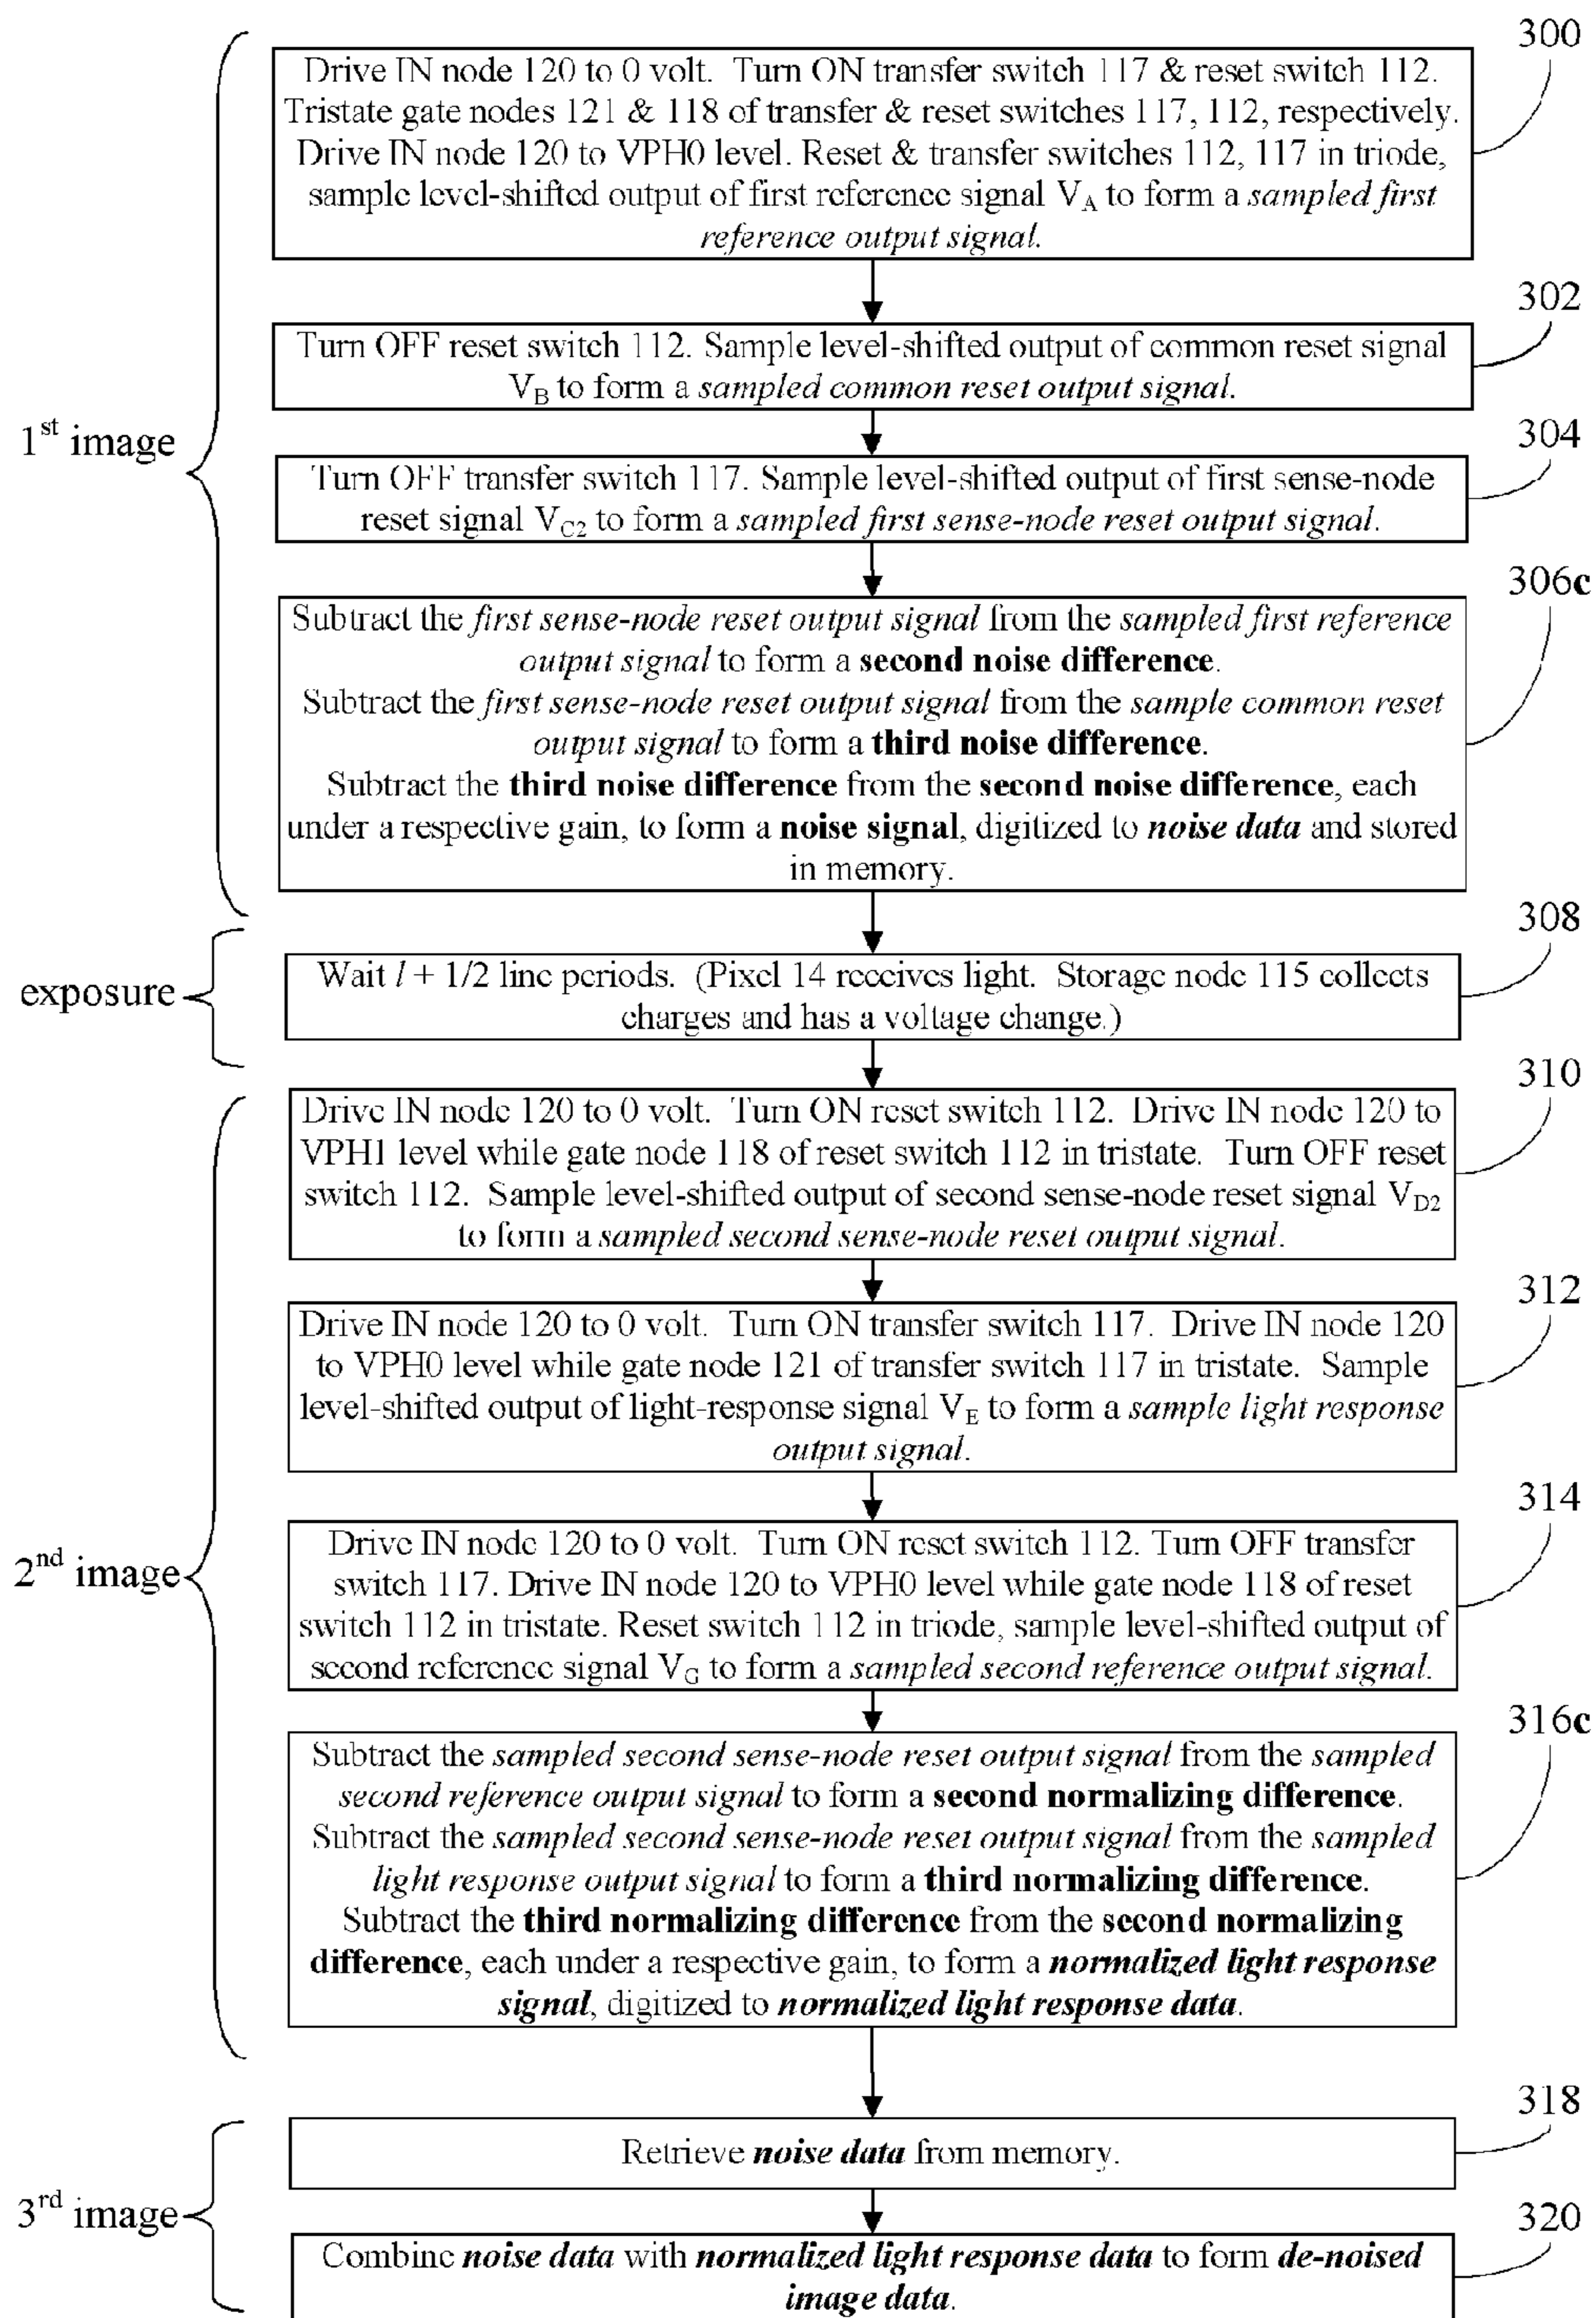 300
Drive IN node 120 to 0 volt. Turn ON transfer switch 117 & reset switch 112.
Tristate gate nodes 121 & 118 of transfer & reset switches 117, 112, respectively.
Drive IN node 120 to VPH0 level. Reset & transfer switches 112, 117 in triode,
sample level-shifted output of first reference signal VA to form a sampled first
reference output signal.
302
Turn OFF reset switch 112. Sample level-shifted output of common reset signal
VB to form a sampled common reset output signal.
1st image
304
Turn OFF transfer switch 117. Sample level-shifted output of first sense-node
reset signal VC2 to form a sampled first sense-node reset output signal.
306c
Subtract the first sense-node reset output signal from the sampled first reference
output signal to form a second noise difference.
Subtract the first sense-node reset output signal from the sample common reset
output signal to form a third noise difference.
Subtract the third noise difference from the second noise difference, each
under a respective gain, to form a noise signal, digitized to noise data and stored
in memory.
308
exposure
Wait l + 1/2 line periods. (Pixel 14 receives light. Storage node 115 collects
charges and has a voltage change.)
310
Drive IN node 120 to 0 volt. Turn ON reset switch 112. Drive IN node 120 to
VPH1 level while gate node 118 of reset switch 112 in tristate. Turn OFF reset
switch 112. Sample level-shifted output of second sense-node reset signal VD2
to form a sampled second sense-node reset output signal.
312
Drive IN node 120 to 0 volt. Turn ON transfer switch 117. Drive IN node 120
to VPH0 level while gate node 121 of transfer switch 117 in tristate. Sample
level-shifted output of light-response signal VE to form a sample light response
output signal.
2nd image
314
Drive IN node 120 to 0 volt. Turn ON reset switch 112. Turn OFF transfer
switch 117. Drive IN node 120 to VPH0 level while gate node 118 of reset
switch 112 in tristate. Reset switch 112 in triode, sample level-shifted output of
second reference signal VG to form a sampled second reference output signal.
316c
Subtract the sampled second sense-node reset output signal from the sampled
second reference output signal to form a second normalizing difference.
Subtract the sampled second sense-node reset output signal from the sampled
light response output signal to form a third normalizing difference.
Subtract the third normalizing difference from the second normalizing
difference, each under a respective gain, to form a normalized light response
signal, digitized to normalized light response data.
318
Retrieve noise data from memory.
3rd image
320
Combine noise data with normalized light response data to form de-noised
image data.